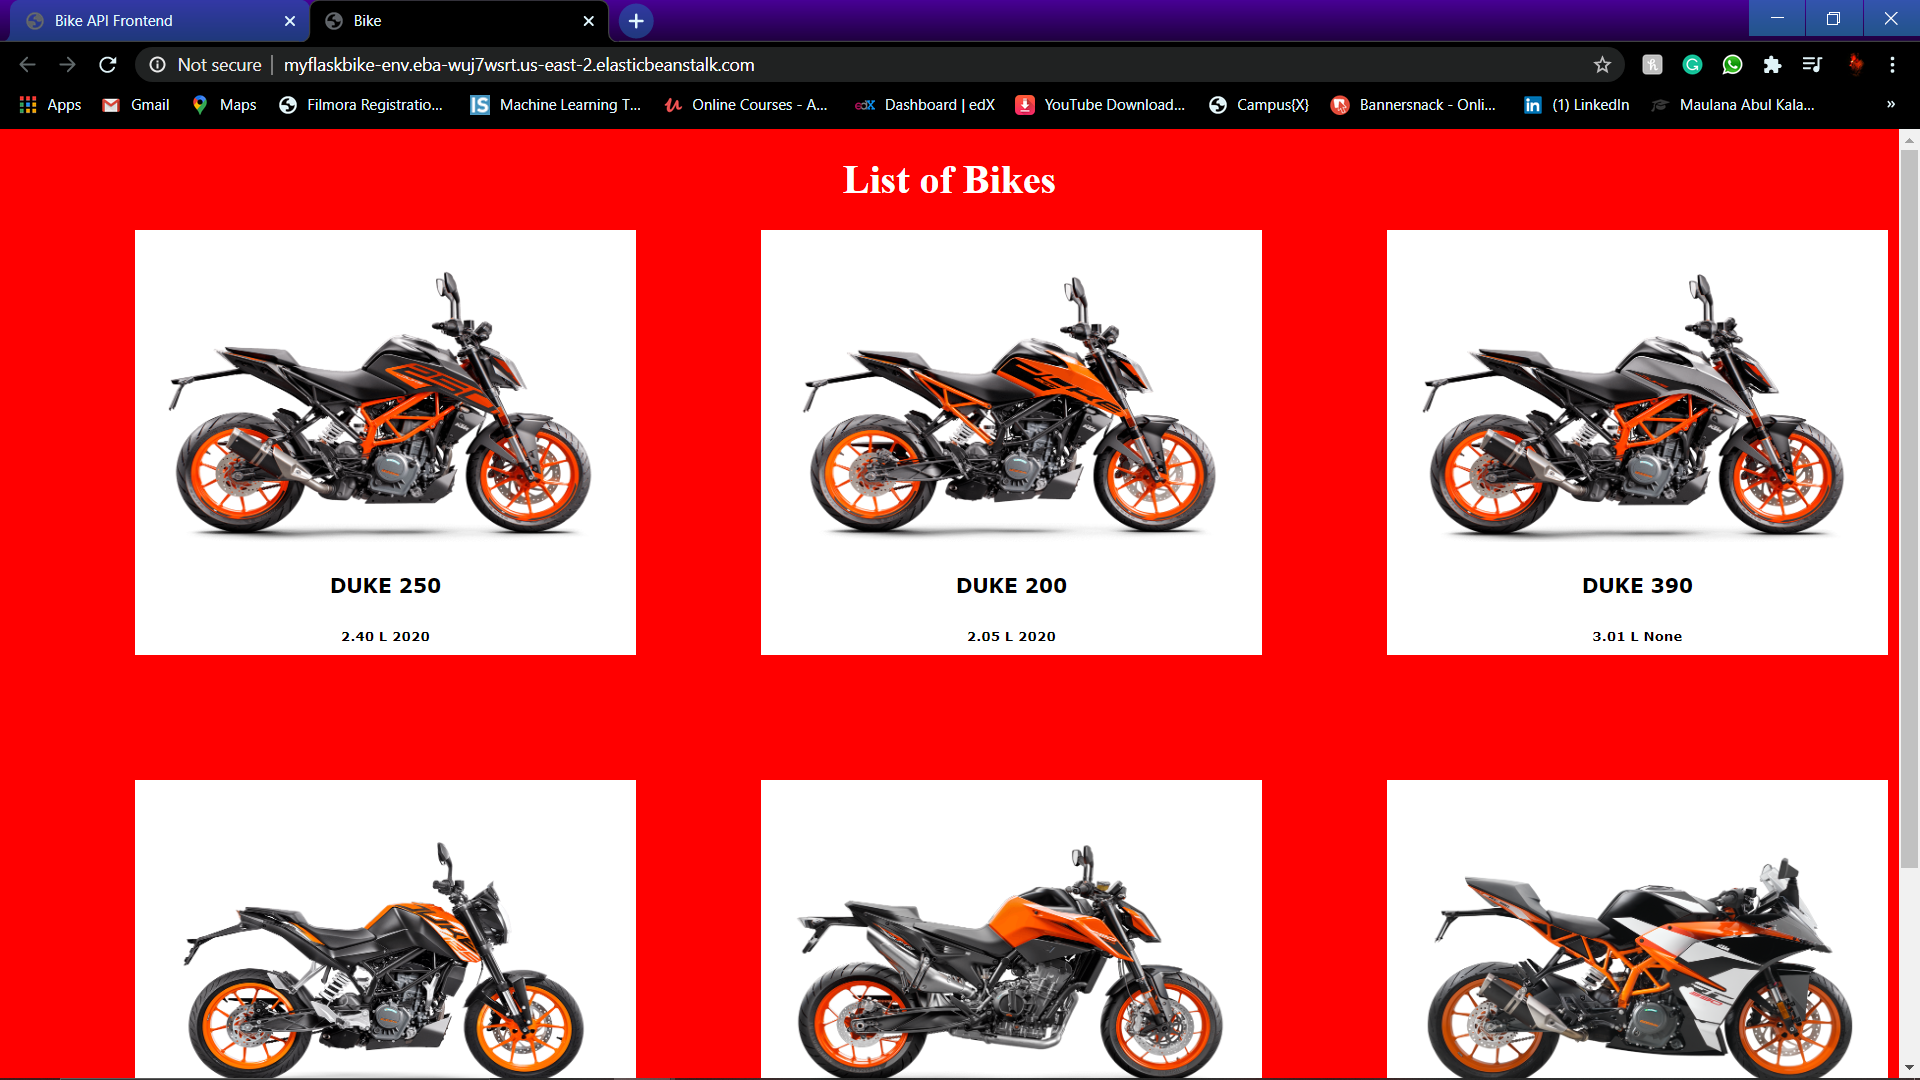 Bike API Frontend
Bike
Not secure
myflaskbike-env.eba-wuj7wsrt.us-east-2.elasticbeanstalk.com
Apps
Gmail
Maps
Filmora Registratio...
Machine Learning T...
Online Courses - A...
edX Dashboard | edX
YouTube Download...
Campus{X}
Bannersnack - Onli...
in (1) LinkedIn
Maulana Abul Kala...
»
List of Bikes
DUKE 250
2.40 L 2020
DUKE 200
2.05 L 2020
DUKE 390
3.01 L None